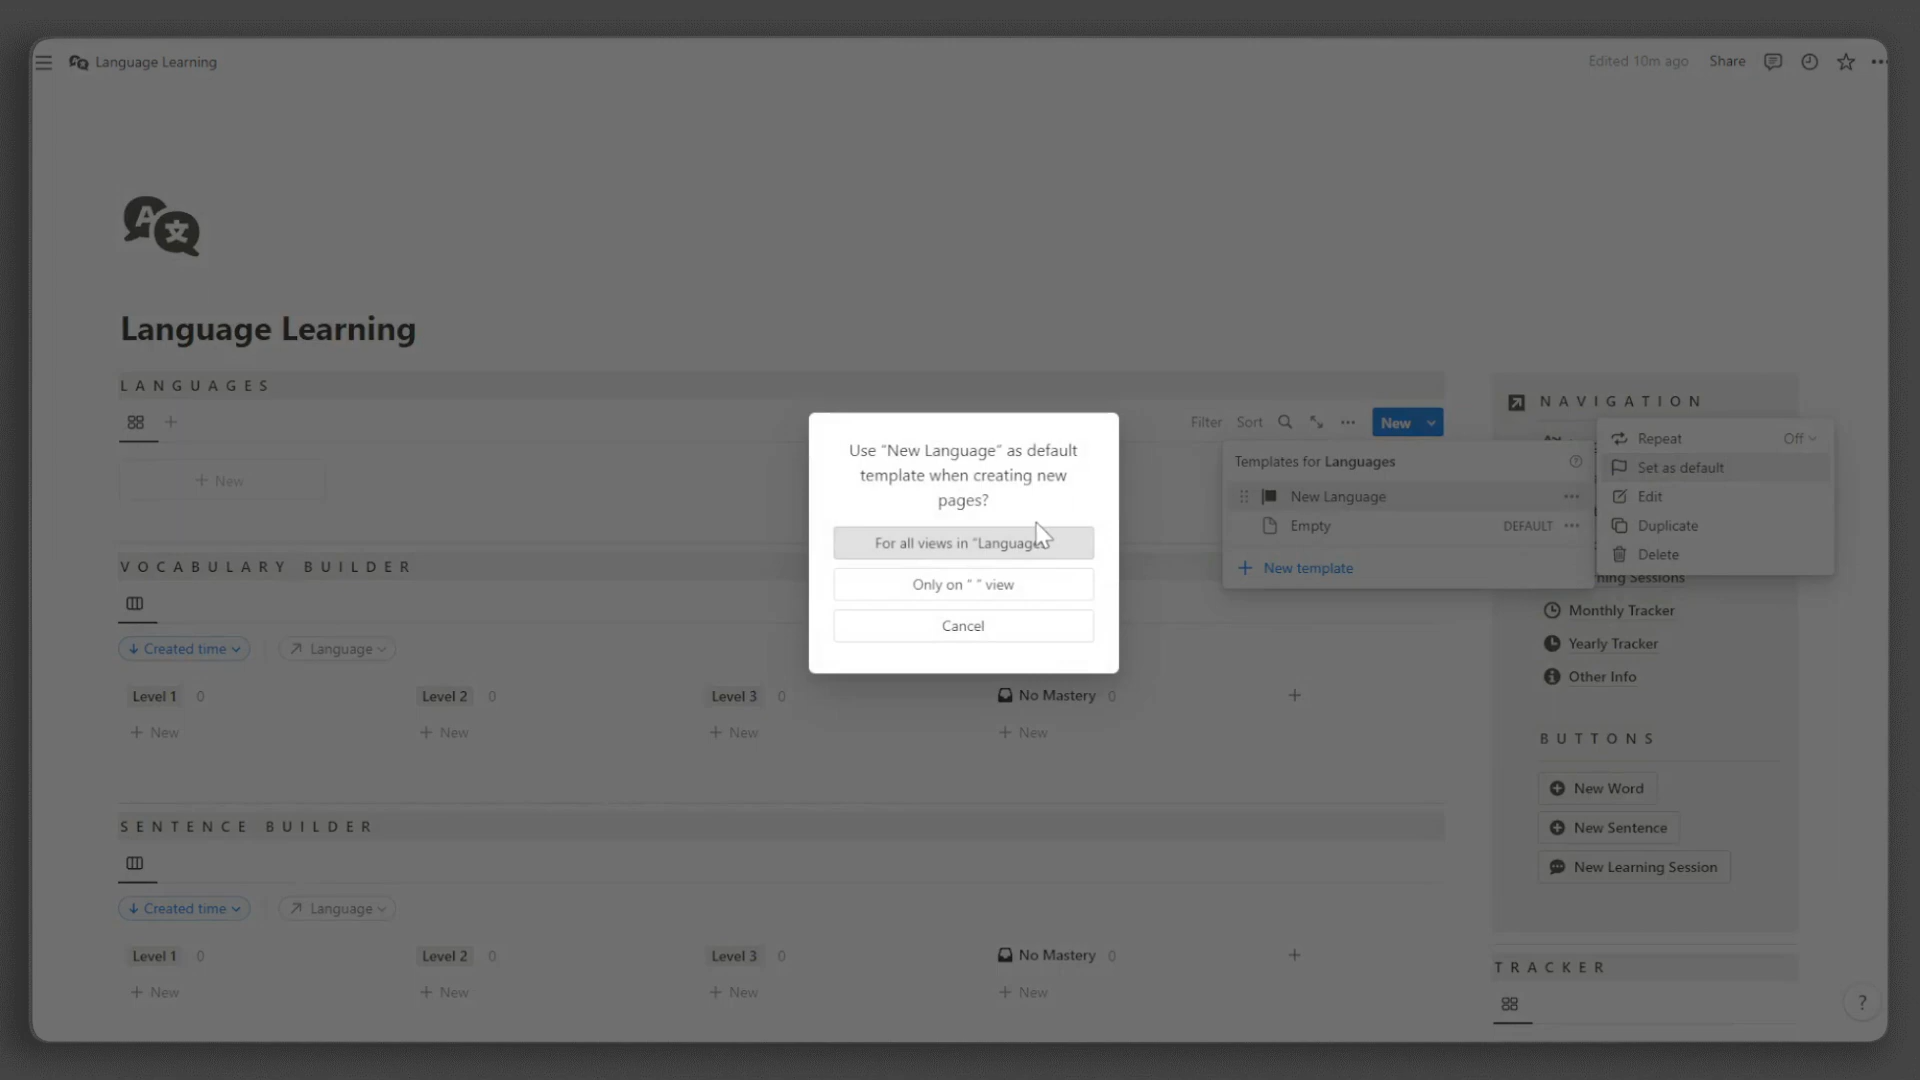 Language Learning
Edited 10m ago
Share
Language Learning
LANGUAGES
Filter
Sort
New
New
Templates for Languages
New Language
Empty
DEFAULT
New template
Repeat
Off
Set as default
Edit
Duplicate
Delete
Use “New Language” as default
template when creating new
pages?
For all views in “Language
Only on “ ” view
Cancel
VOCABULARY BUILDER
Created time
Language
Level 1 0
Level 2 0
Level 3 0
No Mastery 0
New
New
New
New
SENTENCE BUILDER
Created time
Language
Level 1 0
Level 2 0
Level 3 0
No Mastery 0
New
New
New
New
NAVIGATION
Sessions
Monthly Tracker
Yearly Tracker
Other Info
BUTTONS
New Word
New Sentence
New Learning Session
TRACKER
?